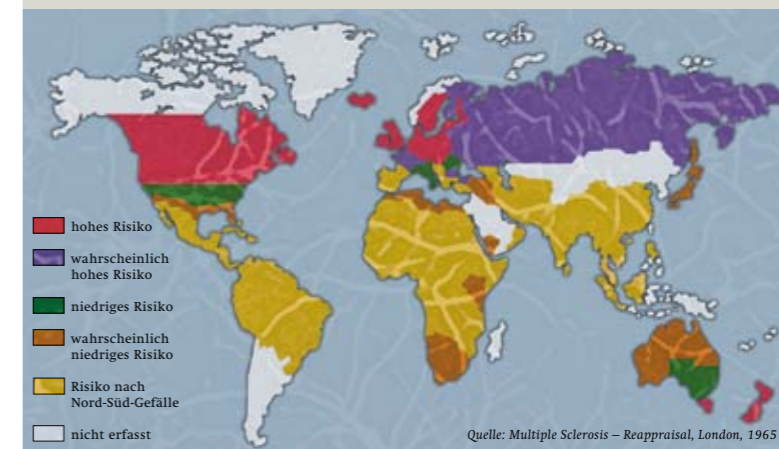 hohes Risiko
wahrscheinlich
hohes Risiko
niedriges Risiko
wahrscheinlich
niedriges Risiko
Risiko nach
Nord-Süd-Gefälle
nicht erfasst
Quelle: Multiple Sclerosis – Reappraisal, London, 1965